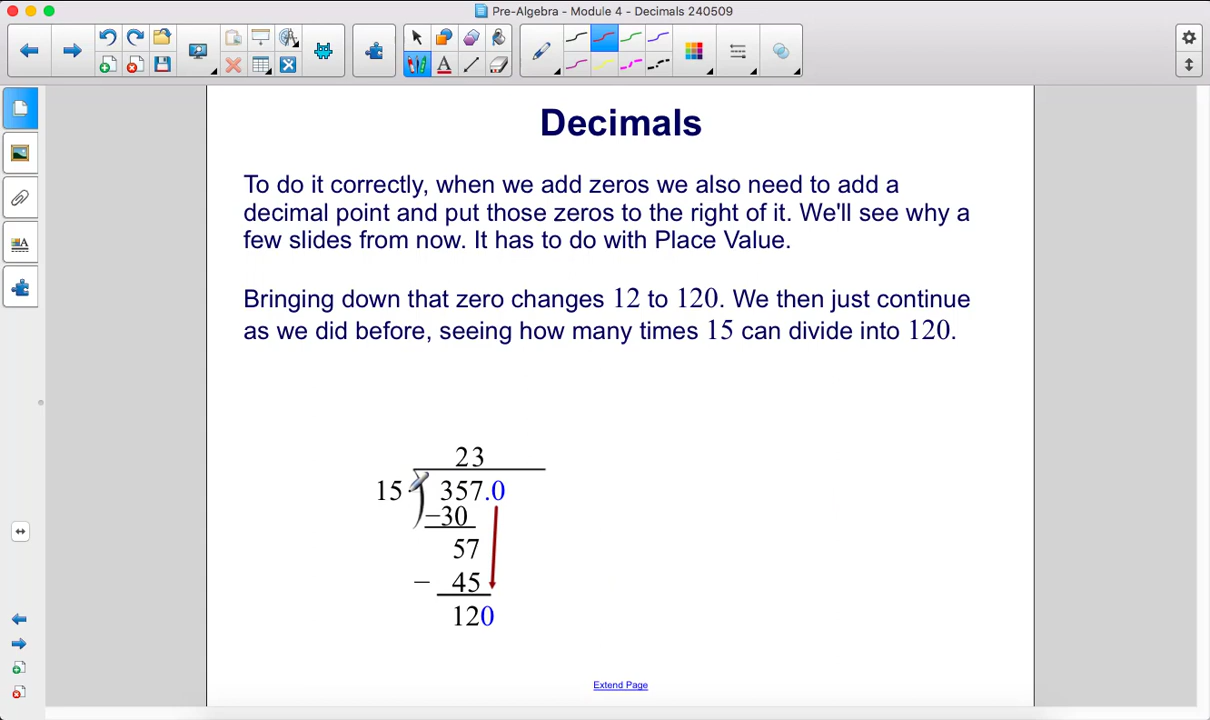 Pre-Algebra - Module 4 - Decimals 240509
Decimals
To do it correctly, when we add zeros we also need to add a
decimal point and put those zeros to the right of it. We'll see why a
few slides from now. It has to do with Place Value.
Bringing down that zero changes 12 to 120. We then just continue
as we did before, seeing how many times 15 can divide into 120.
23
15 357.0
−30
57
− 45
120
Extend Page